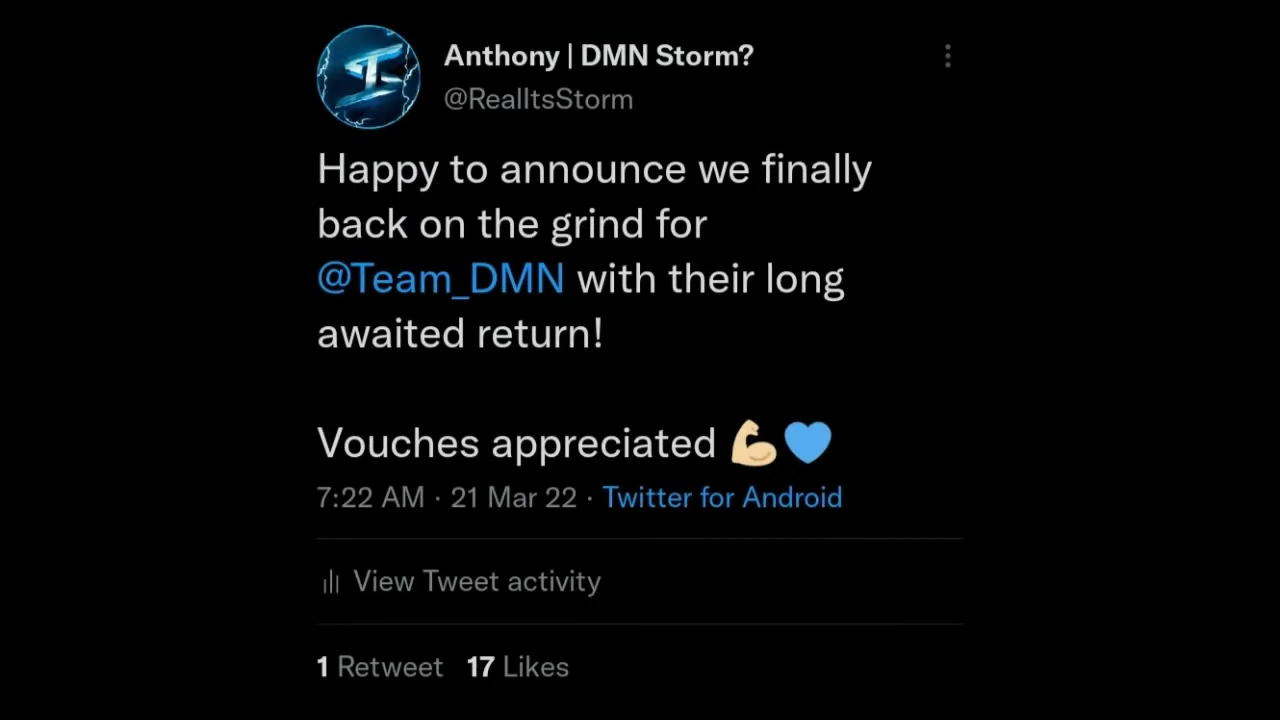 Anthony | DMN Storm?
@RealItsStorm
Happy to announce we finally
back on the grind for
@Team_DMN with their long
awaited return!
Vouches appreciated 💪🏼💙
7:22 AM · 21 Mar 22 · Twitter for Android
View Tweet activity
1 Retweet 17 Likes